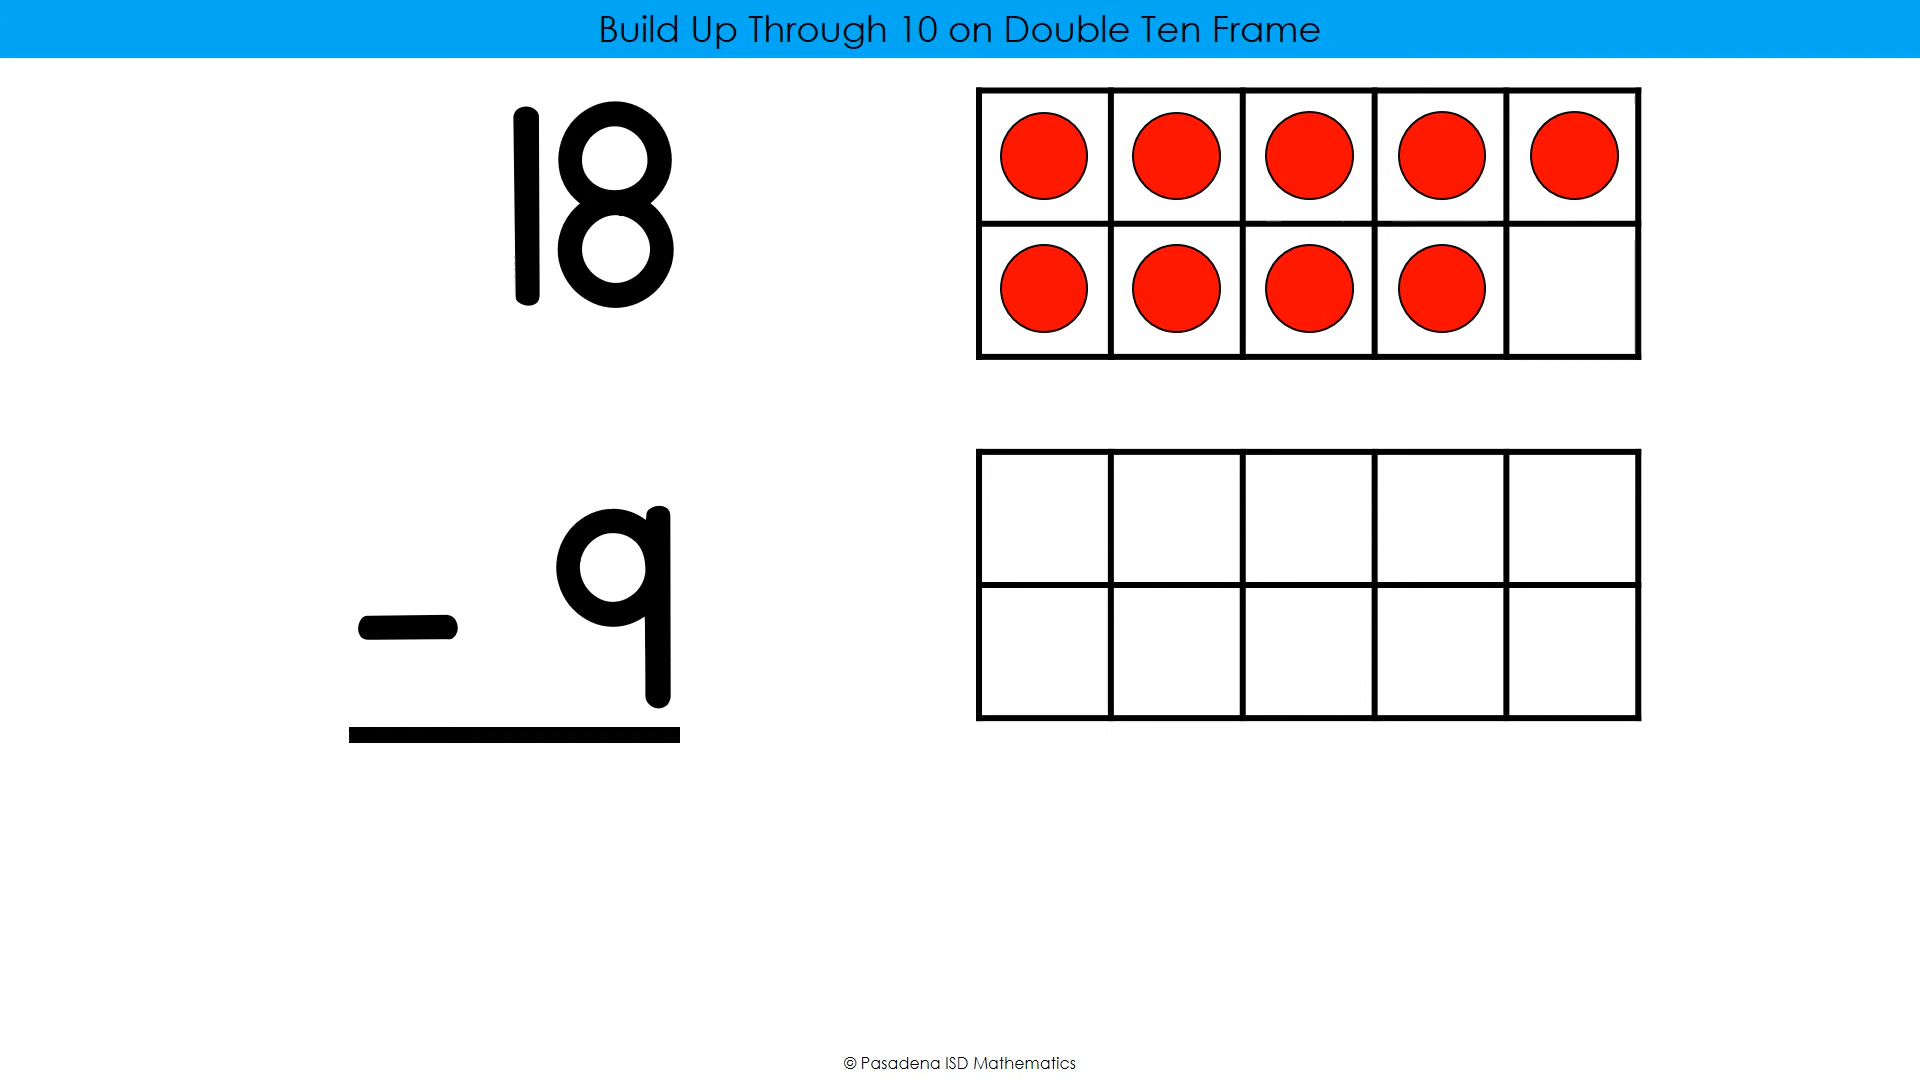 Build Up Through 10 on Double Ten Frame
18
- 9
© Pasadena ISD Mathematics